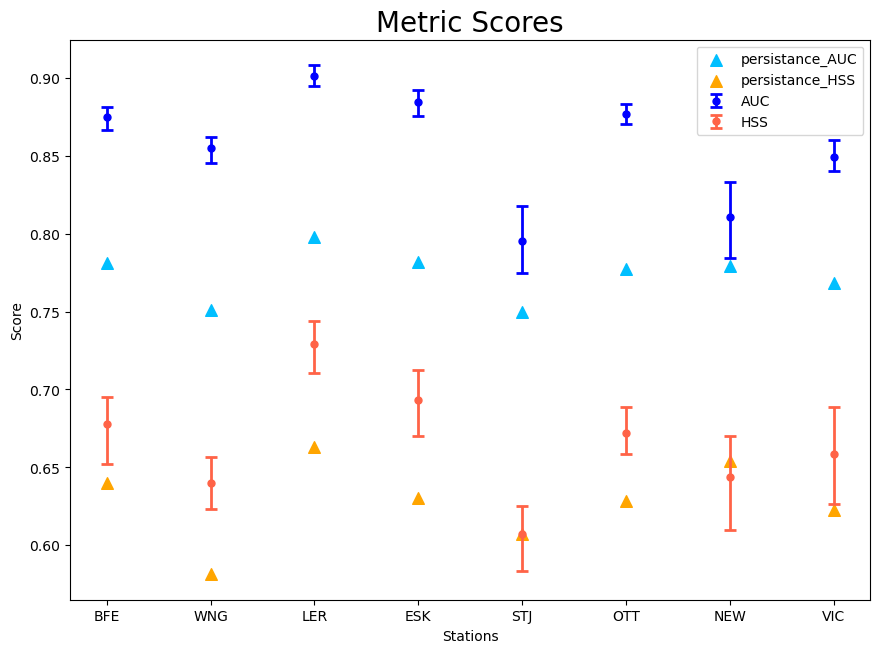 Metric Scores
persistance_AUC
persistance_HSS
AUC
HSS
Score
0.90
0.85
0.80
0.75
0.70
0.65
0.60
BFE WNG LER ESK STJ OTT NEW VIC
Stations